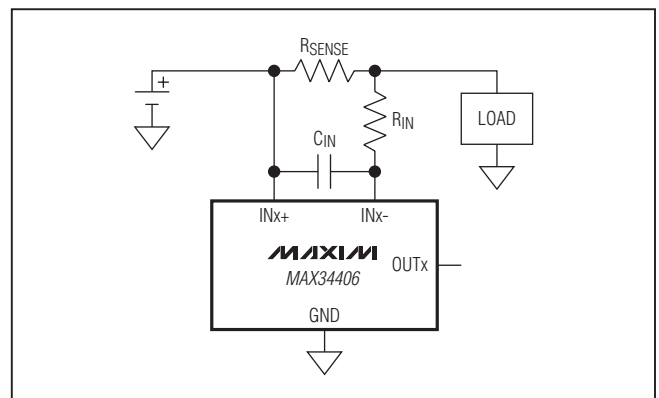 RSENSE
+
RIN
LOAD
CIN
INx+ INx-
MAXIM
OUTx
MAX34406
GND